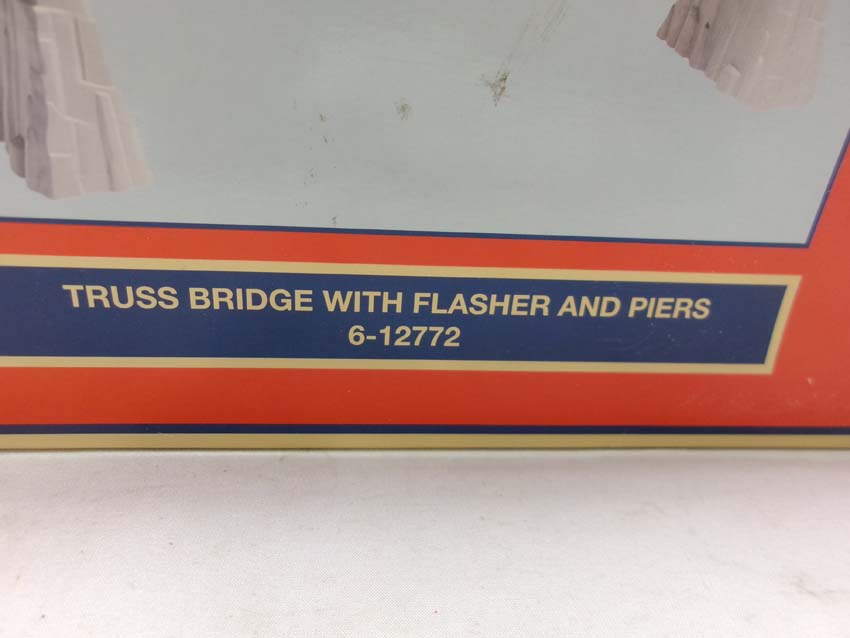 TRUSS BRIDGE WITH FLASHER AND PIERS
6-12772